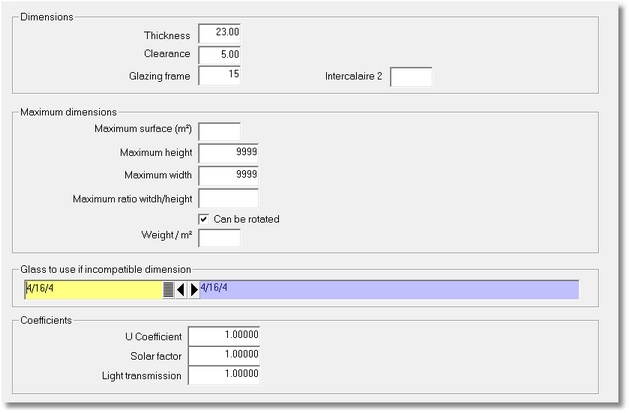 Dimensions
Thickness 23.00
Clearance 5.00
Glazing frame 15 Intercalaire 2
Maximum dimensions
Maximum surface (m²)
Maximum height 9999
Maximum width 9999
Maximum ratio witdh/height
Can be rotated
Weight / m²
Glass to use if incompatible dimension
4/16/4 4/16/4
Coefficients
U Coefficient 1.00000
Solar factor 1.00000
Light transmission 1.00000